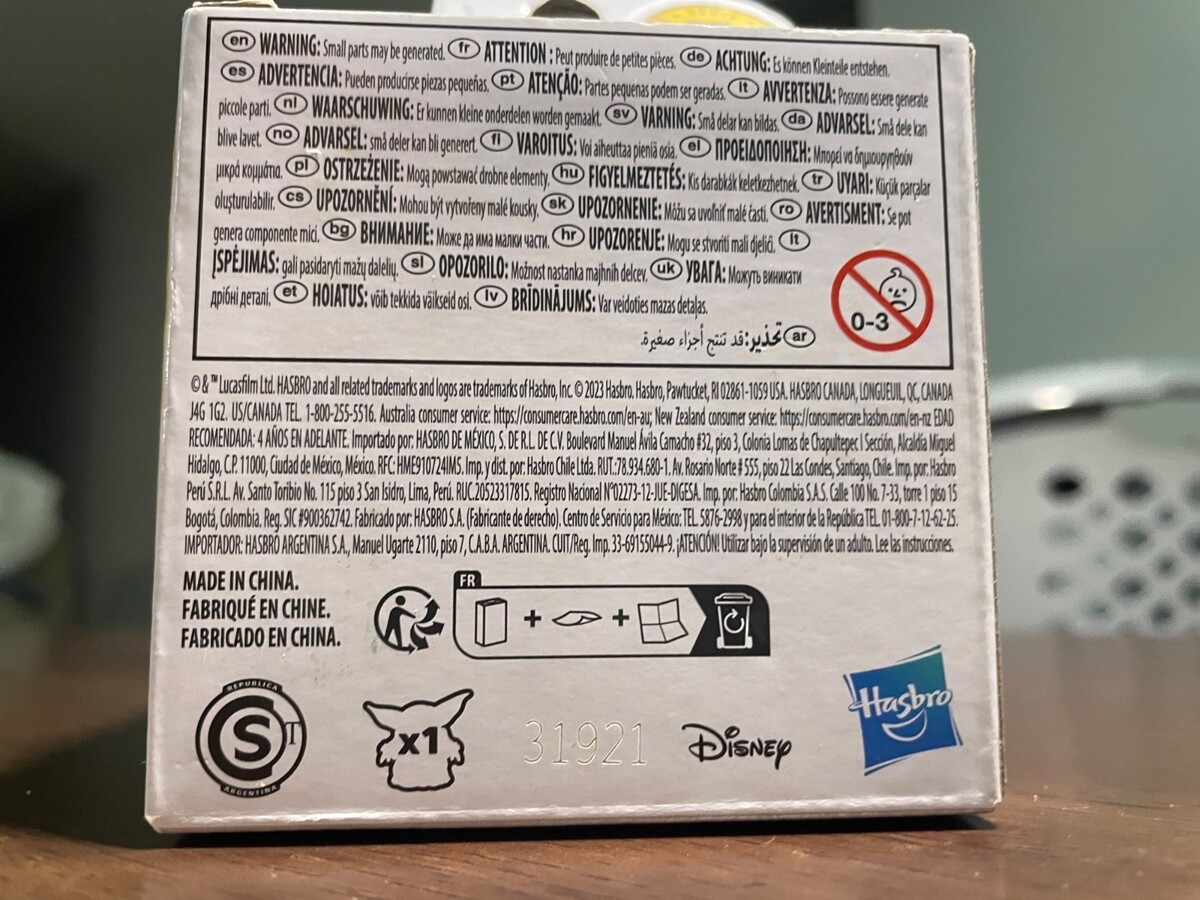 en WARNING: Small parts may be generated. fr ATTENTION : Peut produire de petites pièces. de ACHTUNG: Es können Kleinteile entstehen.
es ADVERTENCIA: Pueden producirse piezas pequeñas. pt ATENÇÃO: Partes pequenas podem ser geradas. it AVVERTENZA: Possono essere generate
piccole parti. nl WAARSCHUWING: Er kunnen kleine onderdelen worden gemaakt. sv VARNING: Små delar kan bildas. da ADVARSEL: Små dele kan
blive lavet. no ADVARSEL: små deler kan bli generert. fi VAROITUS: Voi aiheuttaa pieniä osia. el ΠΡΟΕΙΔΟΠΟΙΗΣΗ: Μπορεί να δημιουργηθούν
μικρά κομμάτια. pl OSTRZEŻENIE: Mogą powstawać drobne elementy. hu FIGYELMEZTETÉS: Kis darabkák keletkezhetnek. tr UYARI: Küçük parçalar
oluşturulabilir. cs UPOZORNĚNÍ: Mohou být vytvořeny malé kousky. sk UPOZORNENIE: Môžu sa uvoľniť malé časti. ro AVERTISMENT: Se pot
genera componente mici. bg ВНИМАНИЕ: Може да има малки части. hr UPOZORENJE: Mogu se stvoriti mali djelići. lt
ĮSPĖJIMAS: gali pasidaryti mažų dalelių. sl OPOZORILO: Možnost nastanka majhnih delcev. uk УВАГА: Можуть виникати
дрібні деталі. et HOIATUS: võib tekkida väikseid osi. lv BRĪDINĀJUMS: Var veidoties mazas detaļas.
0-3
ar تحذير: قد تنتج أجزاء صغيرة.
© & ™ Lucasfilm Ltd. HASBRO and all related trademarks and logos are trademarks of Hasbro, Inc. © 2023 Hasbro. Hasbro, Pawtucket, RI 02861-1059 USA. HASBRO CANADA, LONGUEUIL, QC, CANADA
J4G 1G2. US/CANADA TEL. 1-800-255-5516. Australia consumer service: https://consumercare.hasbro.com/en-au; New Zealand consumer service: https://consumercare.hasbro.com/en-nz EDAD
RECOMENDADA: 4 AÑOS EN ADELANTE. Importado por: HASBRO DE MÉXICO, S. DE R.L. DE C.V. Boulevard Manuel Ávila Camacho #32, piso 3, Colonia Lomas de Chapultepec I Sección, Alcaldía Miguel
Hidalgo, C.P. 11000, Ciudad de México, México. RFC: HME910724IM5. Imp. y dist. por: Hasbro Chile Ltda. RUT.:78.934.680-1, Av. Rosario Norte # 555, piso 22 Las Condes, Santiago, Chile. Imp. por: Hasbro
Perú S.R.L. Av. Santo Toribio No. 115 piso 3 San Isidro, Lima, Perú. RUC.20523317815. Registro Nacional N°02273-12-JUE-DIGESA. Imp. por: Hasbro Colombia S.A.S. Calle 100 No. 7-33, torre 1 piso 15
Bogotá, Colombia. Reg. SIC #900362742. Fabricado por: HASBRO S.A. (Fabricante de derecho). Centro de Servicio para México: TEL. 5876-2998 y para el interior de la República TEL. 01-800-7-12-62-25.
IMPORTADOR: HASBRO ARGENTINA S.A., Manuel Ugarte 2110, piso 7, C.A.B.A. ARGENTINA. CUIT/Reg. Imp. 33-69155044-9. ¡ATENCIÓN! Utilizar bajo la supervisión de un adulto. Lee las instrucciones.
MADE IN CHINA.
FABRIQUÉ EN CHINE.
FABRICADO EN CHINA.
FR
+ +
REPUBLICA
S T
ARGENTINA
x1
31921
Disney
Hasbro